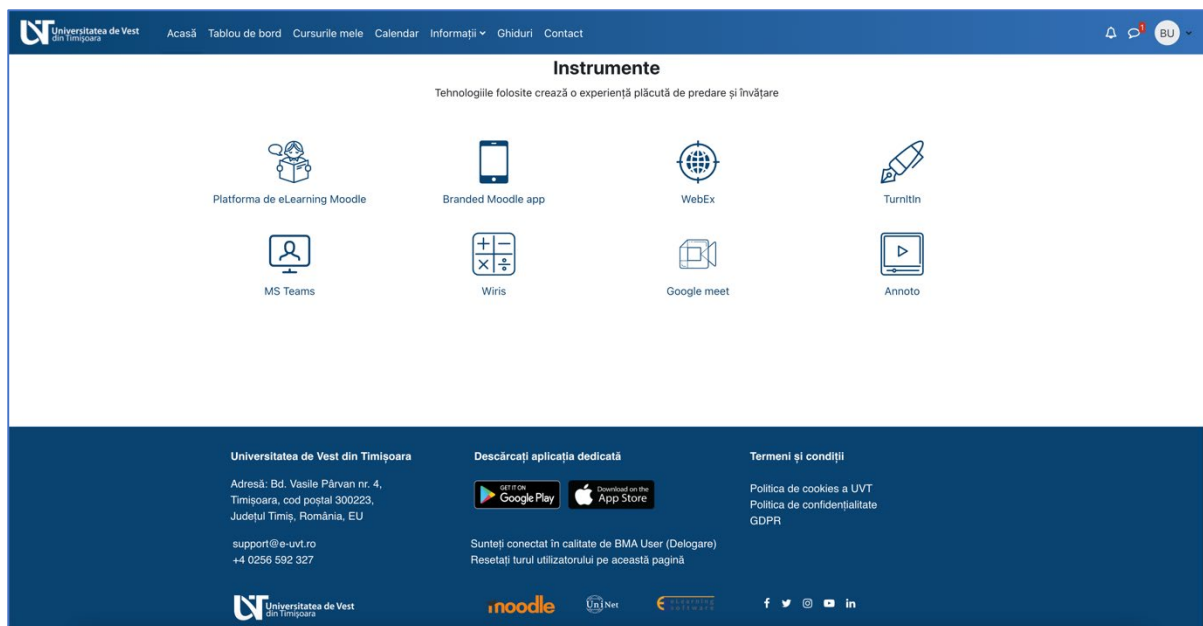 Universitatea de Vest
din Timișoara
Acasă Tablou de bord Cursurile mele Calendar Informații Ghiduri Contact
1
BU
Instrumente
Tehnologiile folosite crează o experiență plăcută de predare și învățare
Platforma de eLearning Moodle
Branded Moodle app
WebEx
TurnItIn
MS Teams
Wiris
Google meet
Annoto
Universitatea de Vest din Timișoara
Adresă: Bd. Vasile Pârvan nr. 4,
Timișoara, cod poștal 300223,
Județul Timiș, România, EU
support@e-uvt.ro
+4 0256 592 327
Universitatea de Vest
din Timișoara
Descărcați aplicația dedicată
GET IT ON
Google Play
Download on the
App Store
Sunteți conectat în calitate de BMA User (Delogare)
Resetați turul utilizatorului pe această pagină
moodle
UniNet
eLearning
software
Termeni și condiții
Politica de cookies a UVT
Politica de confidențialitate
GDPR